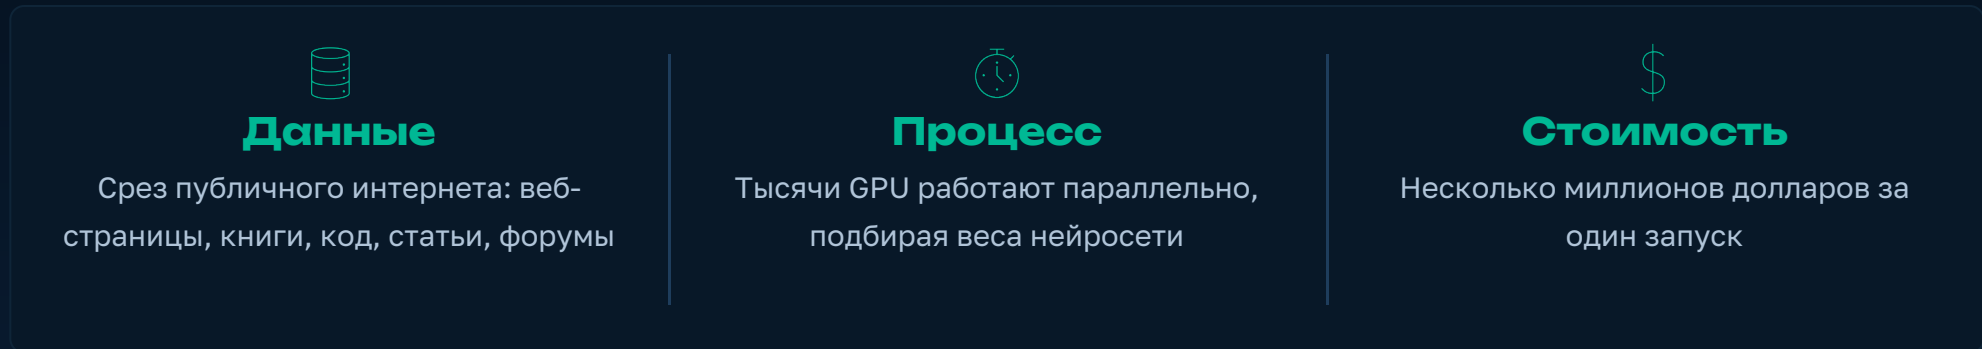 Данные
Срез публичного интернета: веб-
страницы, книги, код, статьи, форумы
Процесс
Тысячи GPU работают параллельно,
подбирая веса нейросети
Стоимость
Несколько миллионов долларов за
один запуск